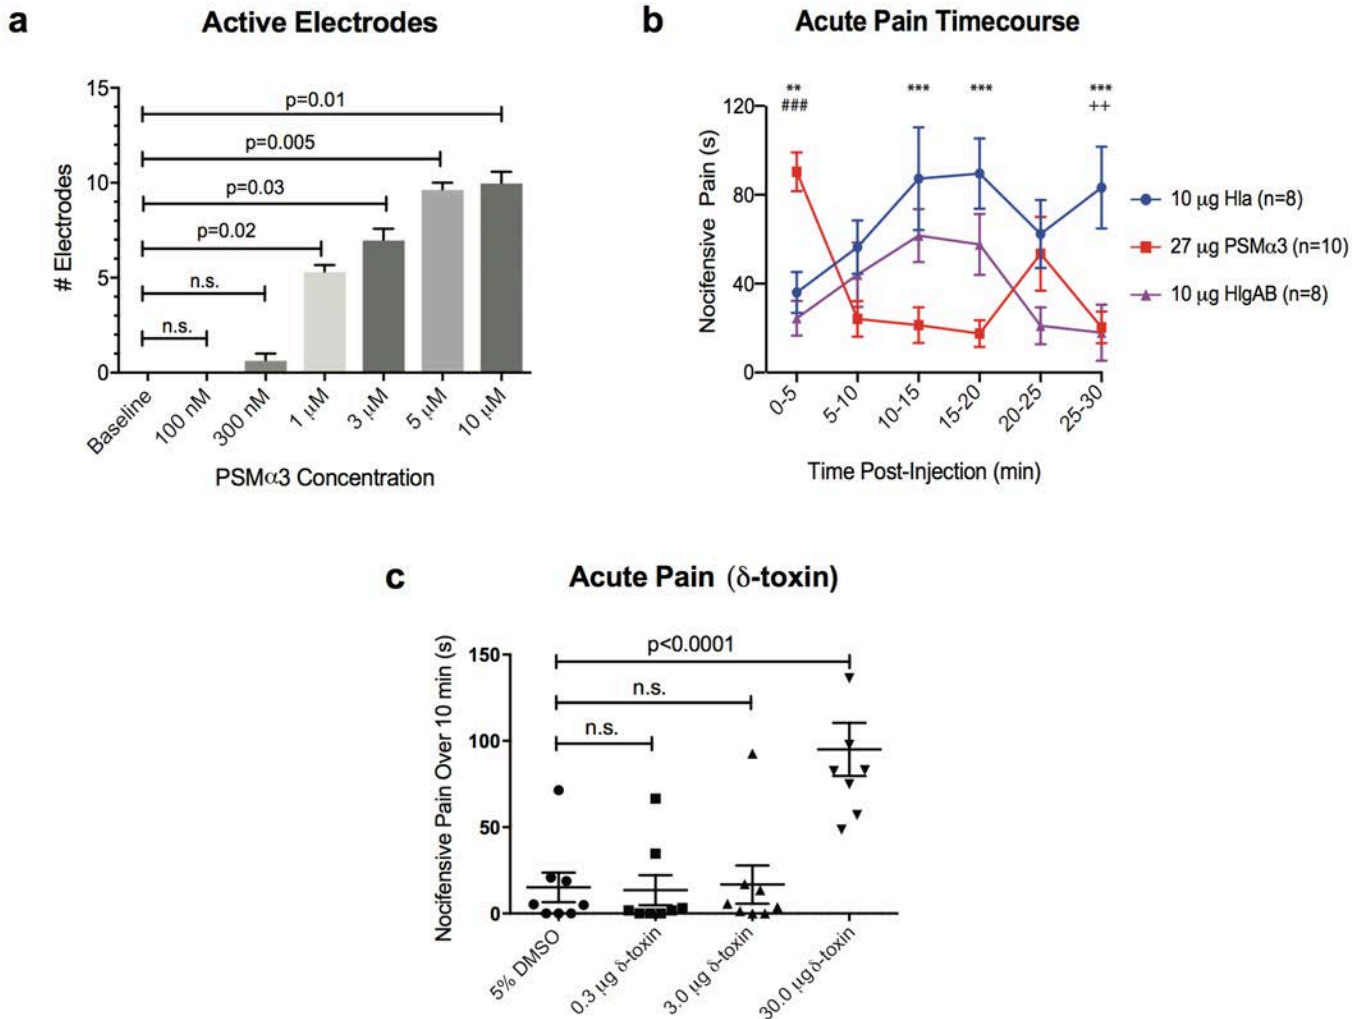 a
Active Electrodes
15
10
5
0
# Electrodes
p=0.01
p=0.005
p=0.03
p=0.02
n.s.
n.s.
Baseline
100 nM
300 nM
1 μM
3 μM
5 μM
10 μM
PSMα3 Concentration
b
Acute Pain Timecourse
** *** *** ***
### ++
120
80
40
0
Nocifensive Pain (s)
0-5
5-10
10-15
15-20
20-25
25-30
Time Post-Injection (min)
10 μg Hla (n=8)
27 μg PSMα3 (n=10)
10 μg HlgAB (n=8)
c
Acute Pain (δ-toxin)
150
100
50
0
Nocifensive Pain Over 10 min (s)
p<0.0001
n.s.
n.s.
5% DMSO
0.3 μg δ-toxin
3.0 μg δ-toxin
30.0 μg δ-toxin